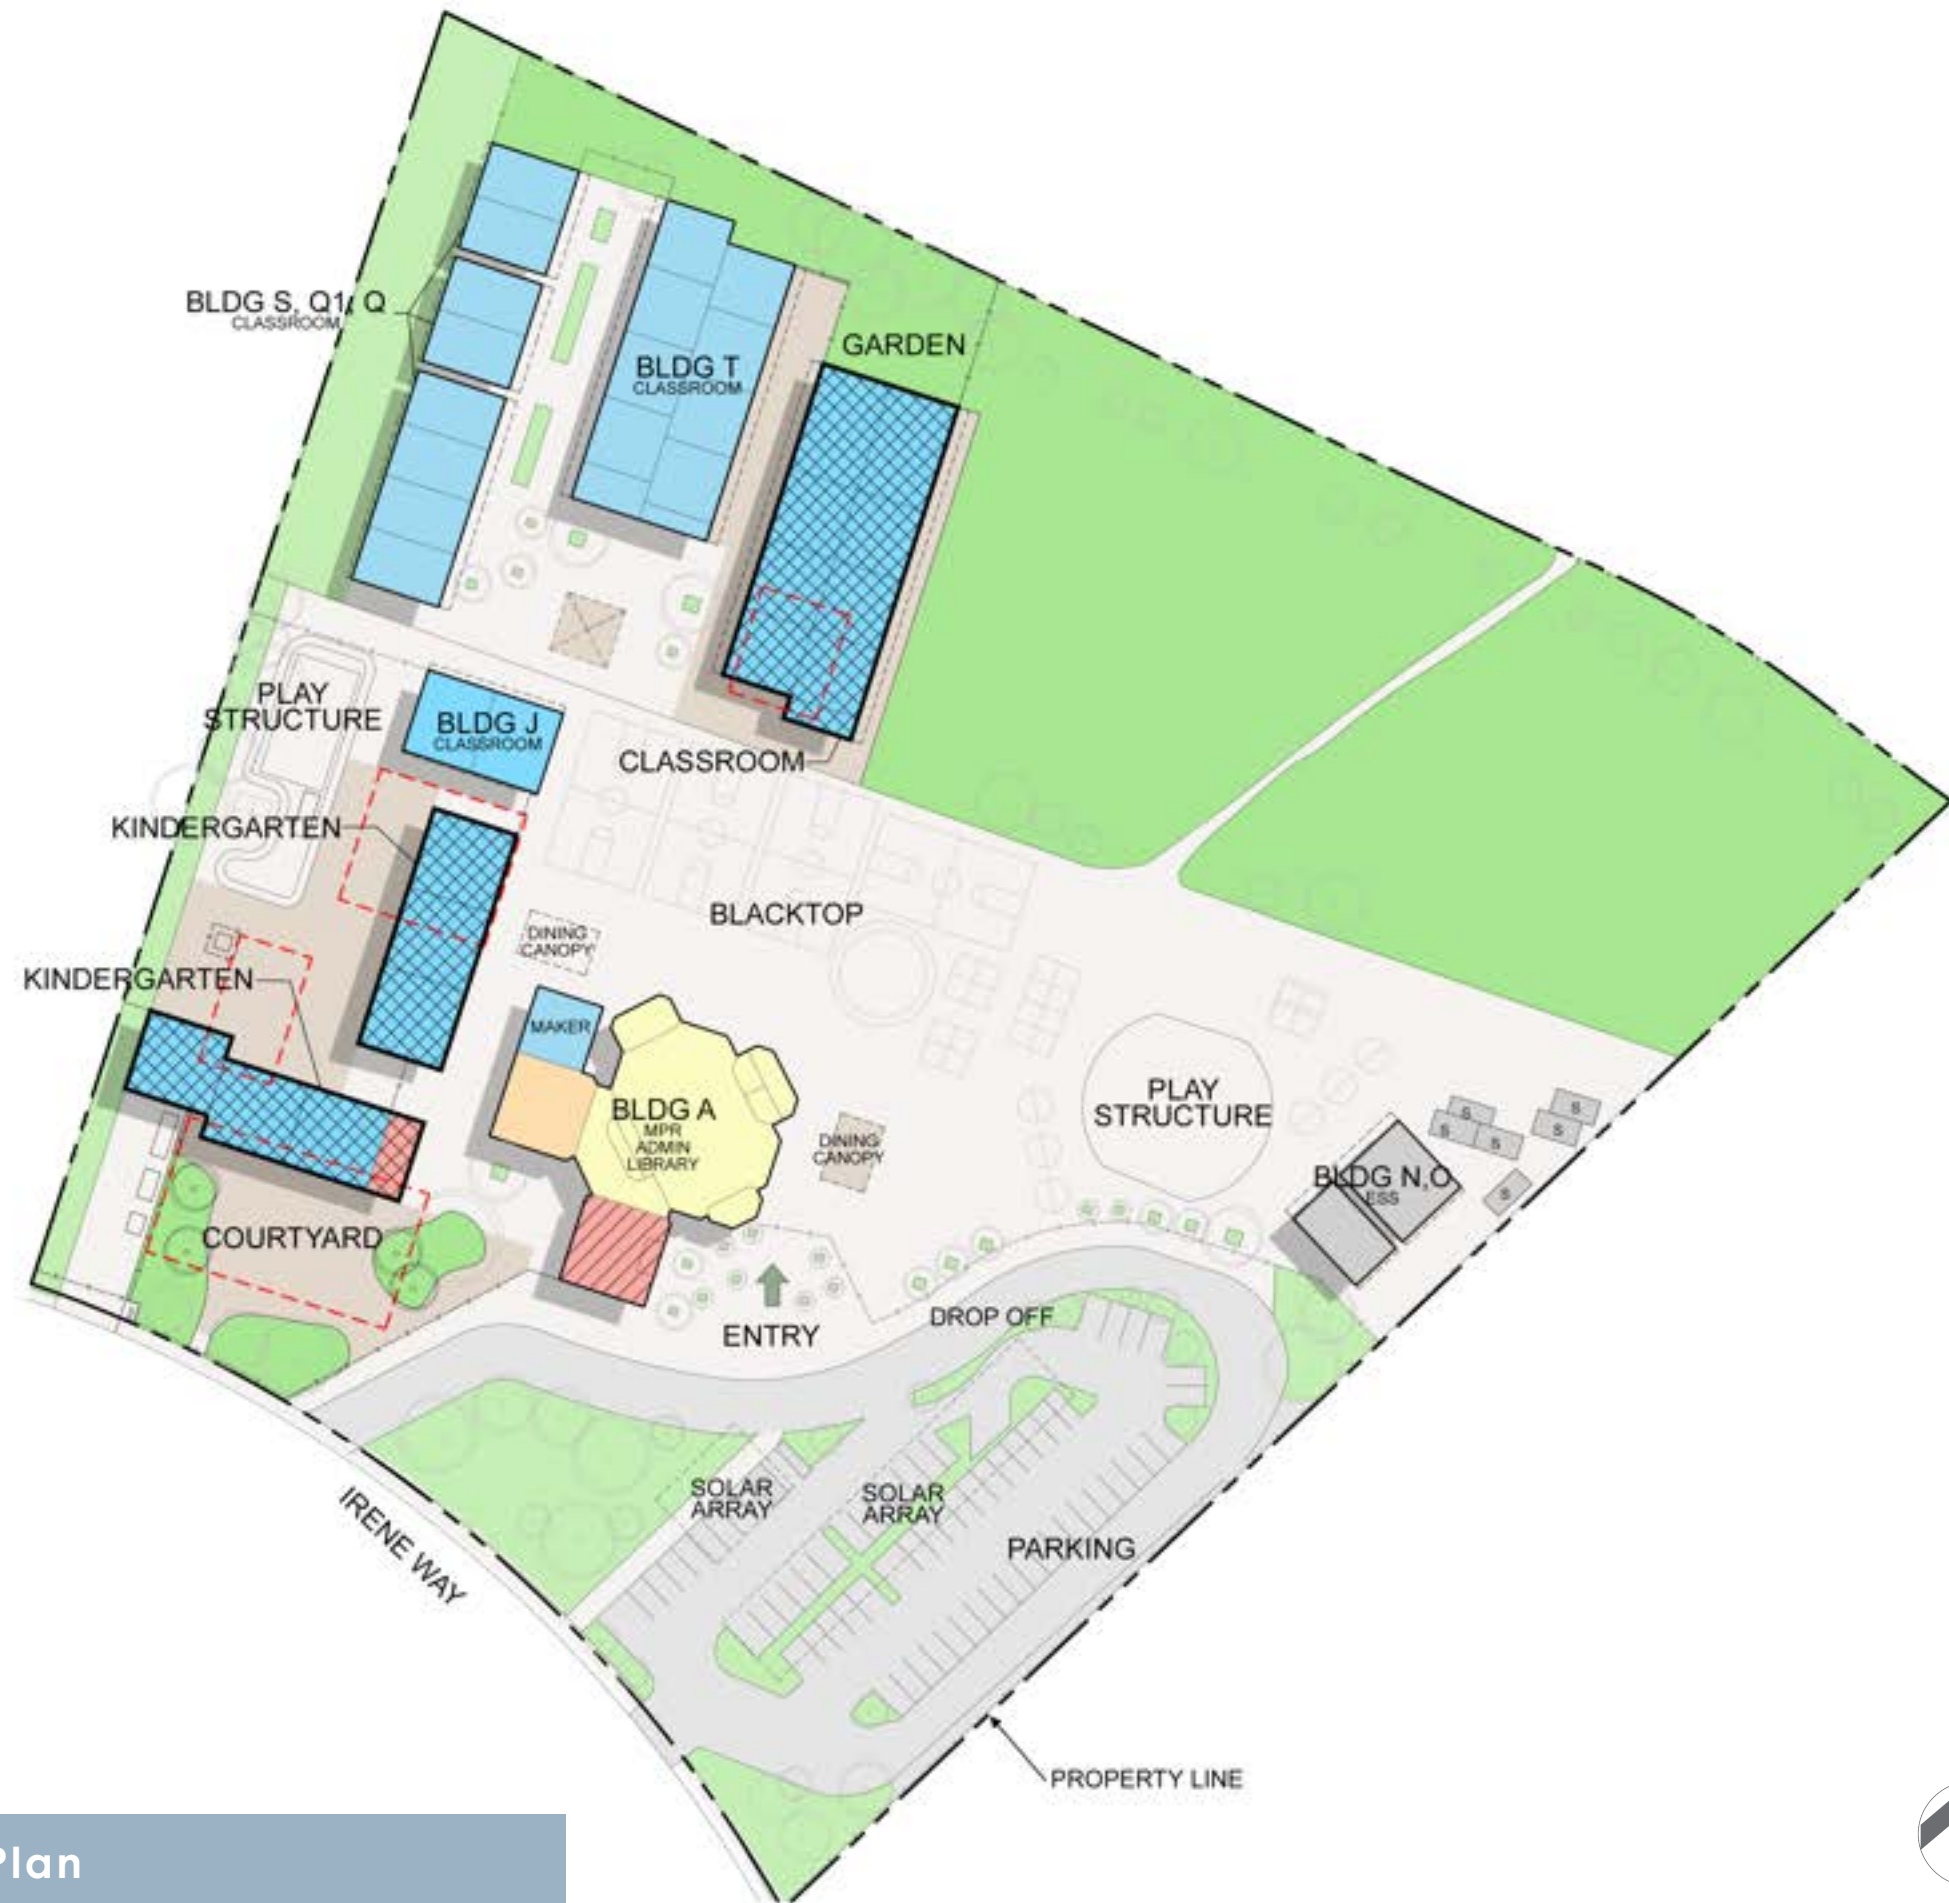 BLDG S, Q1, Q
CLASSROOM
BLDG T
CLASSROOM
GARDEN
PLAY
STRUCTURE
BLDG J
CLASSROOM
CLASSROOM
KINDERGARTEN
BLACKTOP
DINING
CANOPY
KINDERGARTEN
MAKER
BLDG A
MPR
ADMIN
LIBRARY
DINING
CANOPY
PLAY
STRUCTURE
S
S
S
S
S
S
BLDG N,O
ESS
COURTYARD
ENTRY
DROP OFF
SOLAR
ARRAY
SOLAR
ARRAY
PARKING
IRENE WAY
PROPERTY LINE
Plan